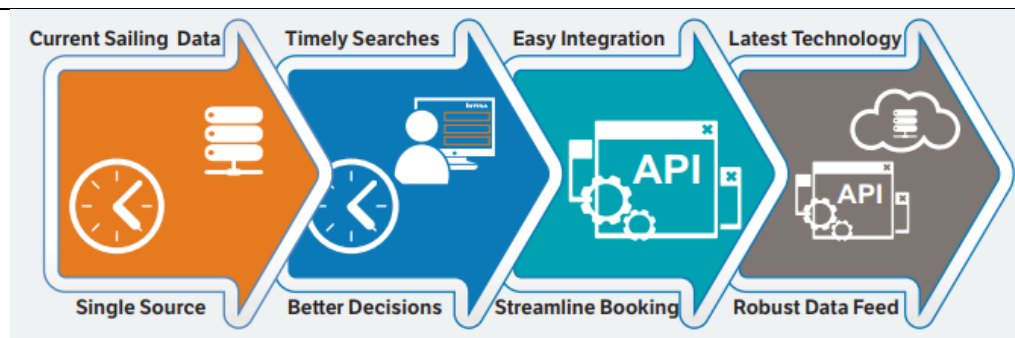 Current Sailing Data
Timely Searches
Easy Integration
Latest Technology
API
API
Single Source
Better Decisions
Streamline Booking
Robust Data Feed